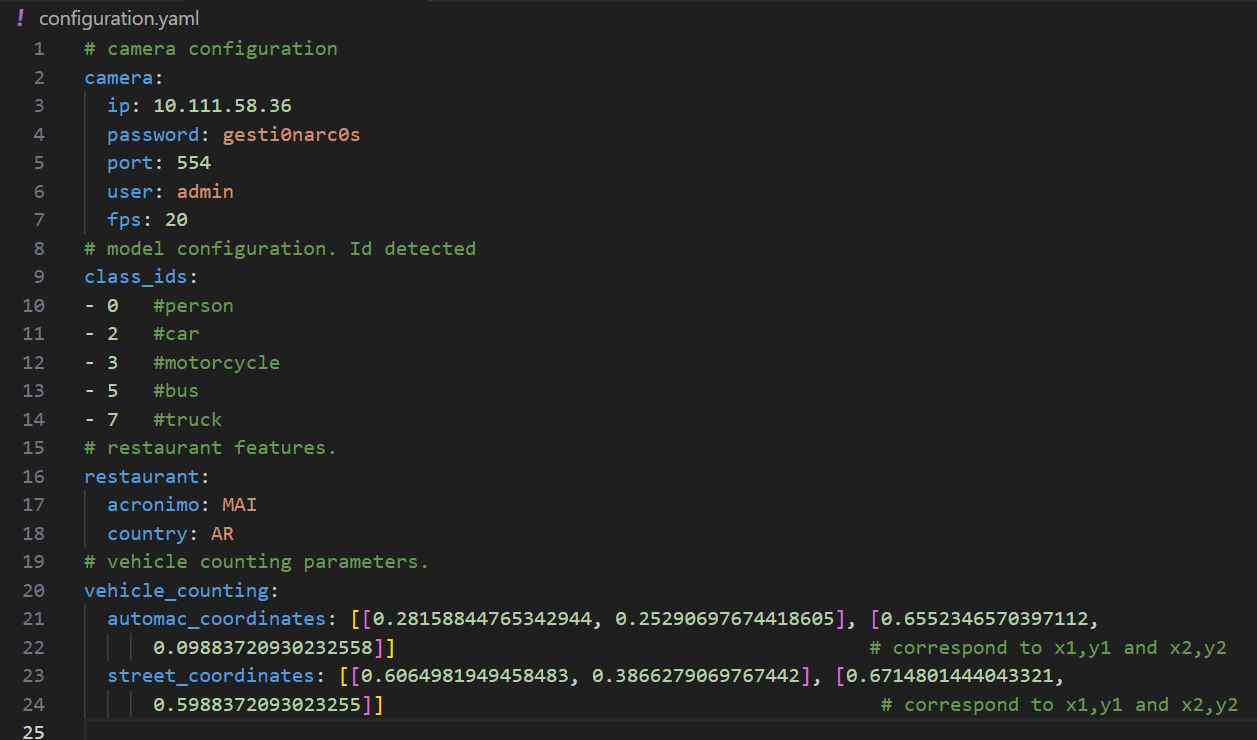 ! configuration.yaml
1 # camera configuration
2 camera:
3 ip: 10.111.58.36
4 password: gesti0narc0s
5 port: 554
6 user: admin
7 fps: 20
8 # model configuration. Id detected
9 class_ids:
10 - 0 #person
11 - 2 #car
12 - 3 #motorcycle
13 - 5 #bus
14 - 7 #truck
15 # restaurant features.
16 restaurant:
17 acronimo: MAI
18 country: AR
19 # vehicle counting parameters.
20 vehicle_counting:
21 automac_coordinates: [[0.28158844765342944, 0.25290697674418605], [0.6552346570397112,
22 0.09883720930232558]] # correspond to x1,y1 and x2,y2
23 street_coordinates: [[0.6064981949458483, 0.3866279069767442], [0.6714801444043321,
24 0.5988372093023255]] # correspond to x1,y1 and x2,y2
25